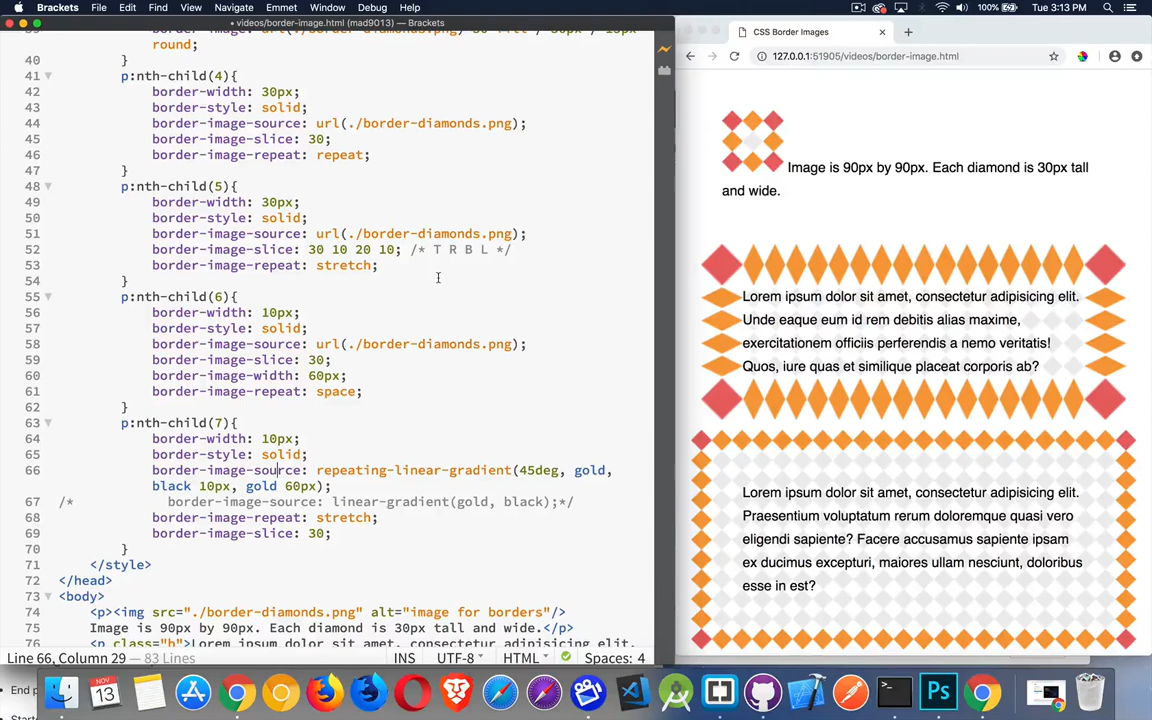 Brackets File Edit Find View Navigate Emmet Window Debug Help 100% Tue 3:13 PM
• videos/border-image.html (mad9013) — Brackets
round;
40 }
41 p:nth-child(4){
42 border-width: 30px;
43 border-style: solid;
44 border-image-source: url(./border-diamonds.png);
45 border-image-slice: 30;
46 border-image-repeat: repeat;
47 }
48 p:nth-child(5){
49 border-width: 30px;
50 border-style: solid;
51 border-image-source: url(./border-diamonds.png);
52 border-image-slice: 30 10 20 10; /* T R B L */
53 border-image-repeat: stretch;
54 }
55 p:nth-child(6){
56 border-width: 10px;
57 border-style: solid;
58 border-image-source: url(./border-diamonds.png);
59 border-image-slice: 30;
60 border-image-width: 60px;
61 border-image-repeat: space;
62 }
63 p:nth-child(7){
64 border-width: 10px;
65 border-style: solid;
66 border-image-source: repeating-linear-gradient(45deg, gold,
black 10px, gold 60px);
67 /* border-image-source: linear-gradient(gold, black);*/
68 border-image-repeat: stretch;
69 border-image-slice: 30;
70 }
71 </style>
72 </head>
73 <body>
74 <p><img src="./border-diamonds.png" alt="image for borders"/>
75 Image is 90px by 90px. Each diamond is 30px tall and wide.</p>
76 <p class="b">Lorem ipsum dolor sit amet, consectetur adipisicing elit.
Line 66, Column 29 — 83 Lines INS UTF-8 HTML Spaces: 4
CSS Border Images
127.0.0.1:51905/videos/border-image.html
Image is 90px by 90px. Each diamond is 30px tall
and wide.
Lorem ipsum dolor sit amet, consectetur adipisicing elit.
Unde eaque eum id rem debitis alias maxime,
exercitationem officiis perferendis a nemo veritatis!
Quos, iure quas et similique placeat corporis ab?
Lorem ipsum dolor sit amet, consectetur adipisicing elit.
Praesentium voluptatum rerum doloremque quasi vero
eligendi sapiente? Facere accusamus sapiente ipsam
ex ducimus excepturi, maiores ullam nesciunt, doloribus
esse in est?
End p
NOV
13
Ps